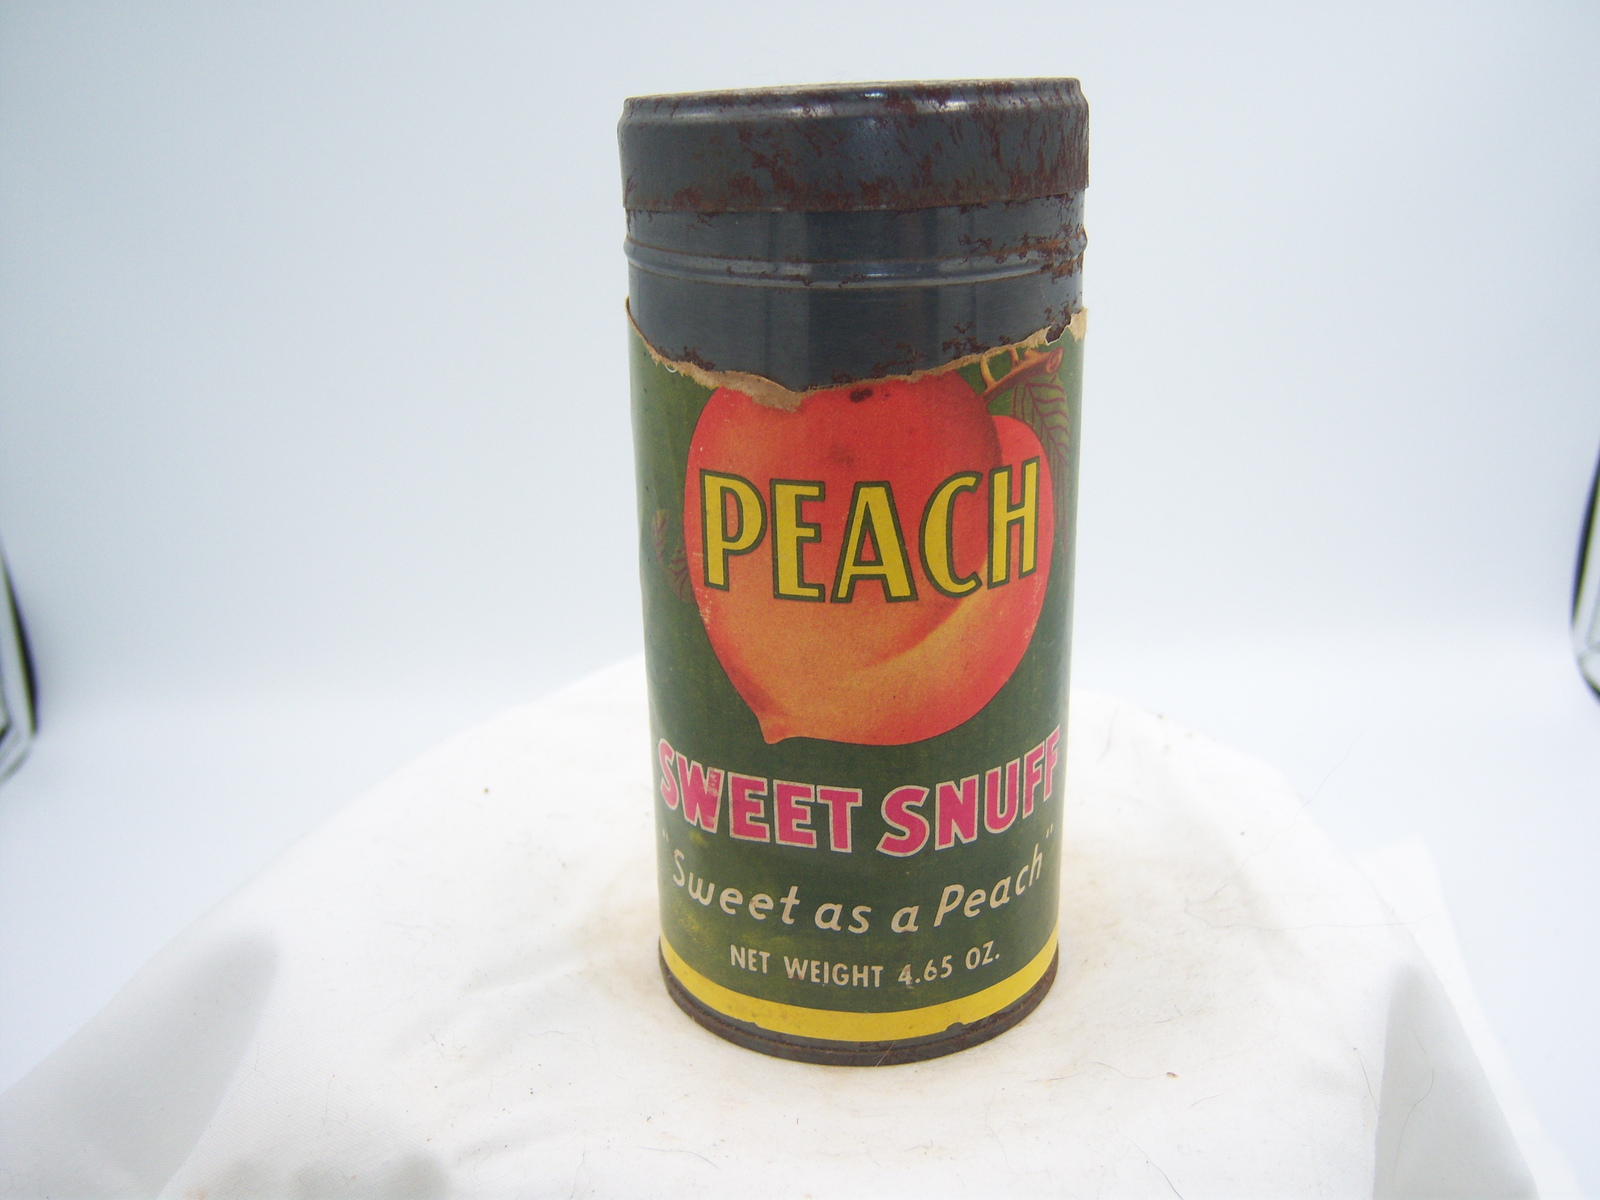 PEACH
SWEET SNUFF
"Sweet as a Peach"
NET WEIGHT 4.65 OZ.